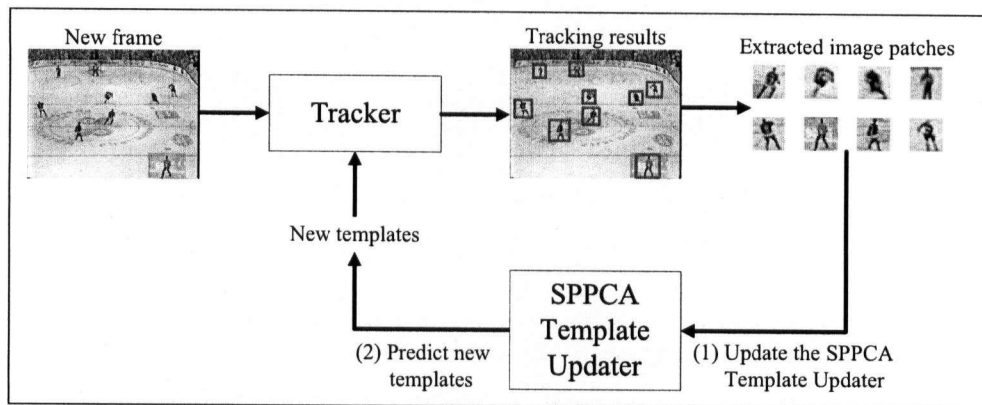 New frame
Tracker
Tracking results
Extracted image patches
New templates
SPPCA
Template
Updater
(2) Predict new
templates
(1) Update the SPPCA
Template Updater